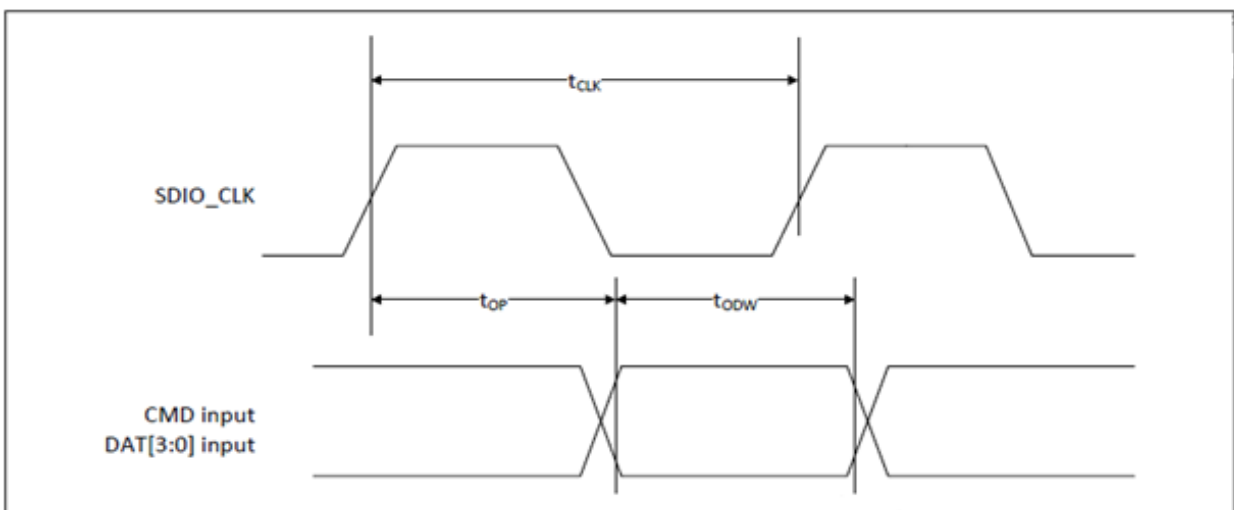 tCLK
SDIO_CLK
tOP
tODW
CMD input
DAT[3:0] input